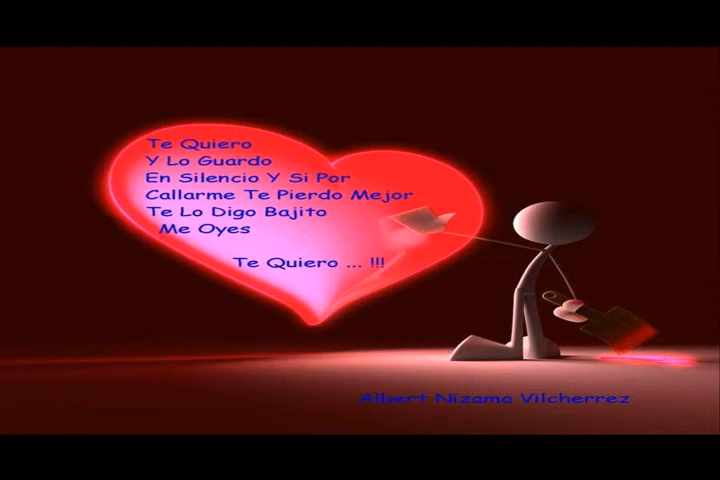 Te Quiero
Y Lo Guardo
En Silencio Y Si Por
Callarme Te Pierdo Mejor
Te Lo Digo Bajito
Me Oyes
Te Quiero ... !!!
Albert Nizama Vilcherrez